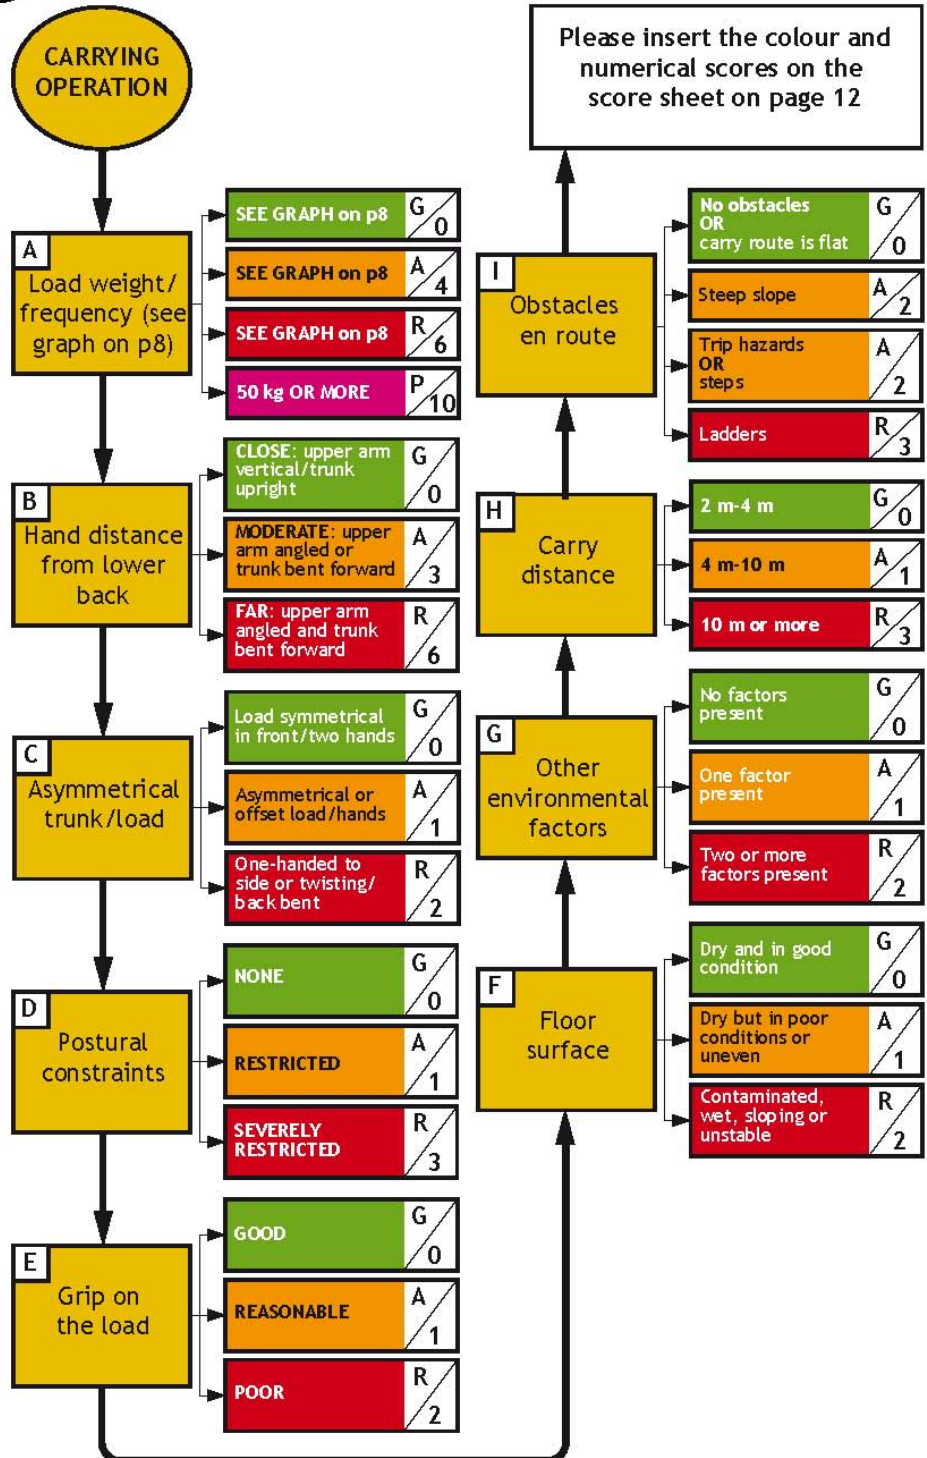 CARRYING
OPERATION
A
Load weight/
frequency (see
graph on p8)
SEE GRAPH on p8
G/0
SEE GRAPH on p8
A/4
SEE GRAPH on p8
R/6
50 kg OR MORE
P/10
B
Hand distance
from lower
back
CLOSE: upper arm
vertical/trunk
upright
G/0
MODERATE: upper
arm angled or
trunk bent forward
A/3
FAR: upper arm
angled and trunk
bent forward
R/6
C
Asymmetrical
trunk/load
Load symmetrical
in front/two hands
G/0
Asymmetrical or
offset load/hands
A/1
One-handed to
side or twisting/
back bent
R/2
D
Postural
constraints
NONE
G/0
RESTRICTED
A/1
SEVERELY
RESTRICTED
R/3
E
Grip on
the load
GOOD
G/0
REASONABLE
A/1
POOR
R/2
F
Floor
surface
Dry and in good
condition
G/0
Dry but in poor
conditions or
uneven
A/1
Contaminated,
wet, sloping or
unstable
R/2
G
Other
environmental
factors
No factors
present
G/0
One factor
present
A/1
Two or more
factors present
R/2
H
Carry
distance
2 m-4 m
G/0
4 m-10 m
A/1
10 m or more
R/3
I
Obstacles
en route
No obstacles
OR
carry route is flat
G/0
Steep slope
A/2
Trip hazards
OR
steps
A/2
Ladders
R/3
Please insert the colour and
numerical scores on the
score sheet on page 12